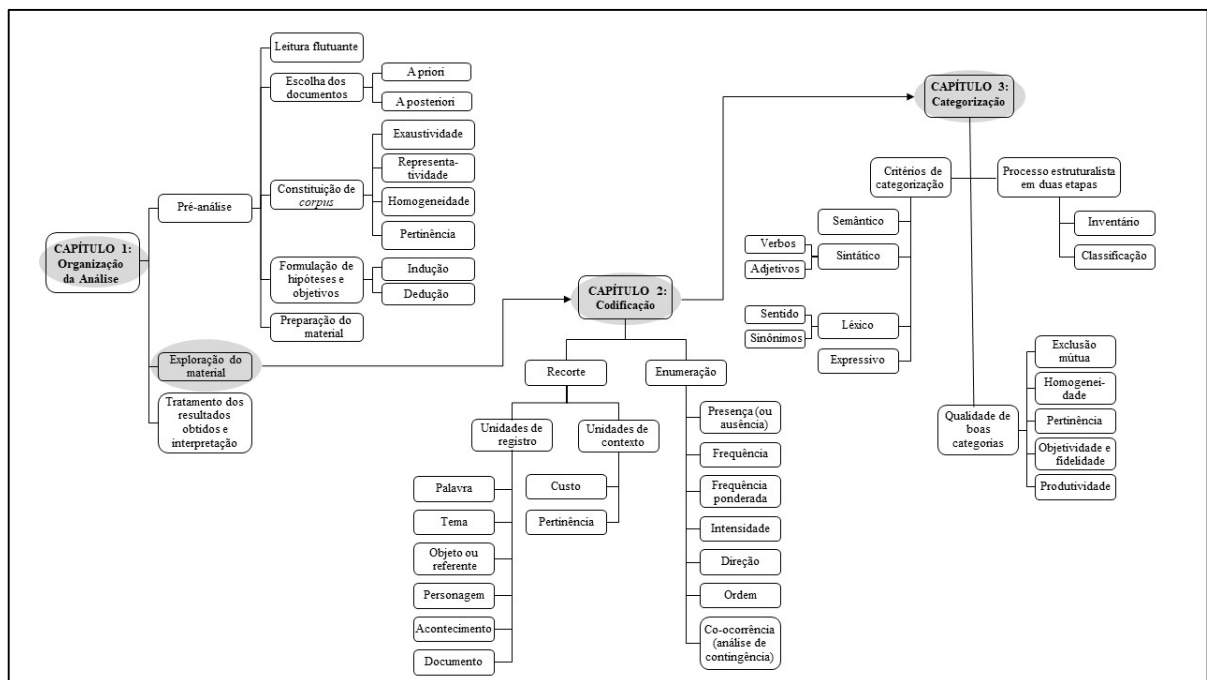 Leitura flutuante
Escolha dos
documentos
A priori
A posteriori
Exaustividade
Representa-
tividade
Constituição de
corpus
Homogeneidade
Pertinência
Pré-análise
CAPÍTULO 1:
Organização
da Análise
Formulação de
hipóteses e
objetivos
Indução
Dedução
Preparação do
material
Exploração do
material
Tratamento dos
resultados
obtidos e
interpretação
CAPÍTULO 2:
Codificação
Recorte
Enumeração
Unidades de
registro
Unidades de
contexto
Palavra
Tema
Objeto ou
referente
Personagem
Acontecimento
Documento
Custo
Pertinência
Presença (ou
ausência)
Frequência
Frequência
ponderada
Intensidade
Direção
Ordem
Co-ocorrência
(análise de
contingência)
CAPÍTULO 3:
Categorização
Critérios de
categorização
Processo estruturalista
em duas etapas
Semântico
Inventário
Verbos
Adjetivos
Sintático
Classificação
Sentido
Sinônimos
Léxico
Expressivo
Qualidade de
boas
categorias
Exclusão
mútua
Homogenei-
dade
Pertinência
Objetividade e
fidelidade
Produtividade